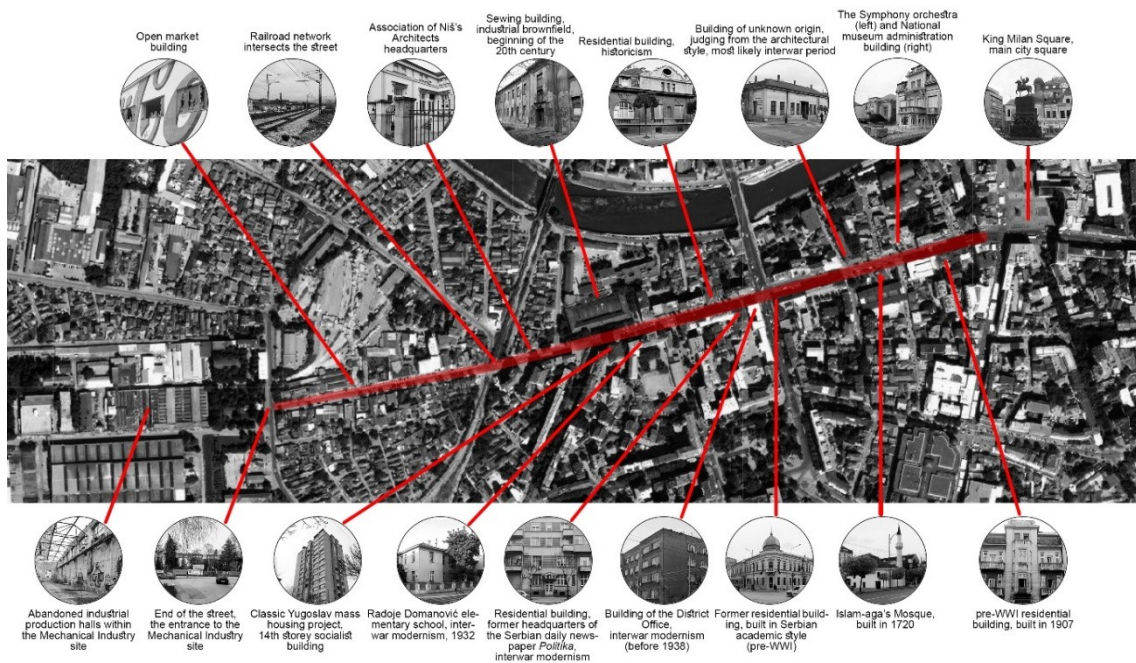 Open market
building
Railroad network
intersects the street
Association of Niš's
Architects
headquarters
Sewing building,
industrial brownfield,
beginning of the
20th century
Residential building,
historicism
Building of unknown origin,
judging from the architectural
style, most likely interwar period
The Symphony orchestra
(left) and National
museum administration
building (right)
King Milan Square,
main city square
Abandoned industrial
production halls within
the Mechanical Industry
site
End of the street,
the entrance to the
Mechanical Industry
site
Classic Yugoslav mass
housing project,
14th storey socialist
building
Radoje Domanović ele-
mentary school, inter-
war modernism, 1932
Residential building,
former headquarters of
the Serbian daily news-
paper Politika,
interwar modernism
Building of the District
Office,
interwar modernism
(before 1938)
Former residential build-
ing, built in Serbian
academic style
(pre-WWI)
Islam-aga's Mosque,
built in 1720
pre-WWI residential
building, built in 1907